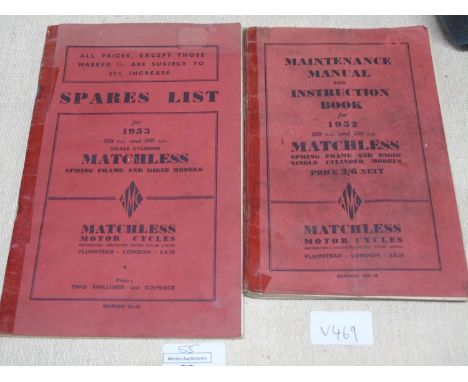 ALL PRICES, EXCEPT THOSE
ARE SUBJECT TO
20% INCREASE.
SPARES LIST
for
1953
350 c.c. and 500 c.c.
SINGLE CYLINDER
MATCHLESS
SPRING FRAME AND RIGID MODELS
AMC
MATCHLESS
MOTOR CYCLES
PLUMSTEAD - LONDON - S.E.18
Price:
TWO SHILLINGS and SIXPENCE
MAINTENANCE
MANUAL
AND
INSTRUCTION
BOOK
for
1952
350 c.c. and 500 c.c.
MATCHLESS
SPRING FRAME AND RIGID
SINGLE CYLINDER MODELS
PRICE 2/6 NETT
AMC
MATCHLESS
MOTOR CYCLES
PLUMSTEAD - LONDON - S.E.18
V469
55